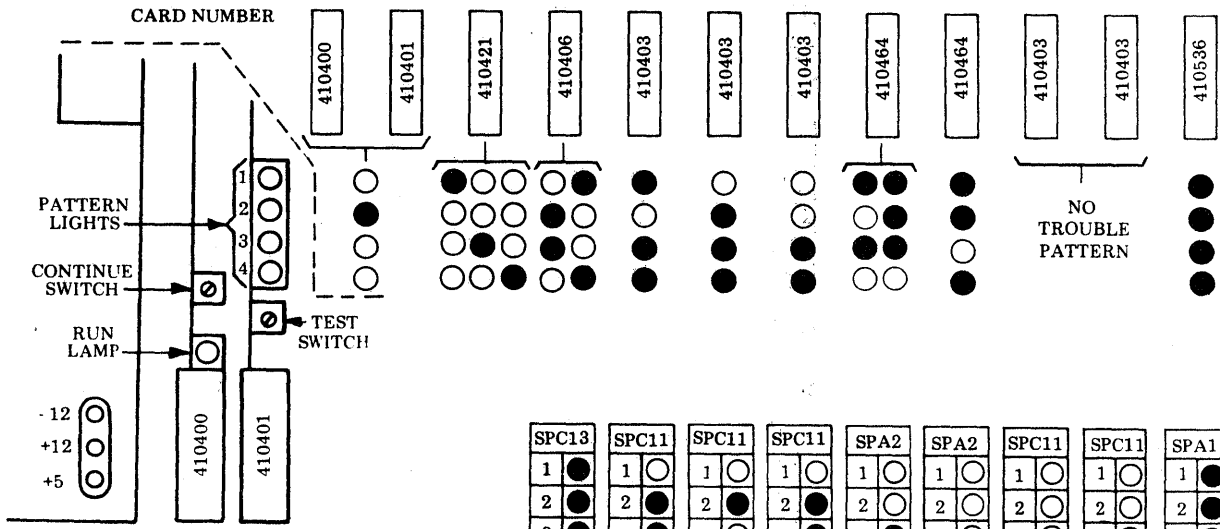 CARD NUMBER
410400
410401
410421
410406
410403
410403
410403
410464
410464
410403
410403
410536
PATTERN
LIGHTS
1
2
3
4
CONTINUE
SWITCH
TEST
SWITCH
RUN
LAMP
NO
TROUBLE
PATTERN
- 12
+12
+5
410400
410401
SPC13 SPC11 SPC11 SPC11 SPA2 SPA2 SPC11 SPC11 SPA1
1 1 1 1 1 1 1 1 1
2 2 2 2 2 2 2 2 2